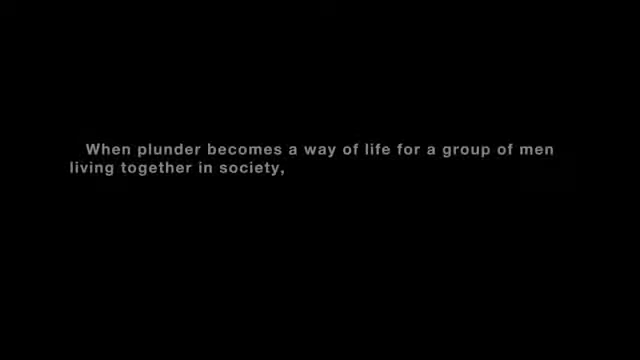 When plunder becomes a way of life for a group of men
living together in society,